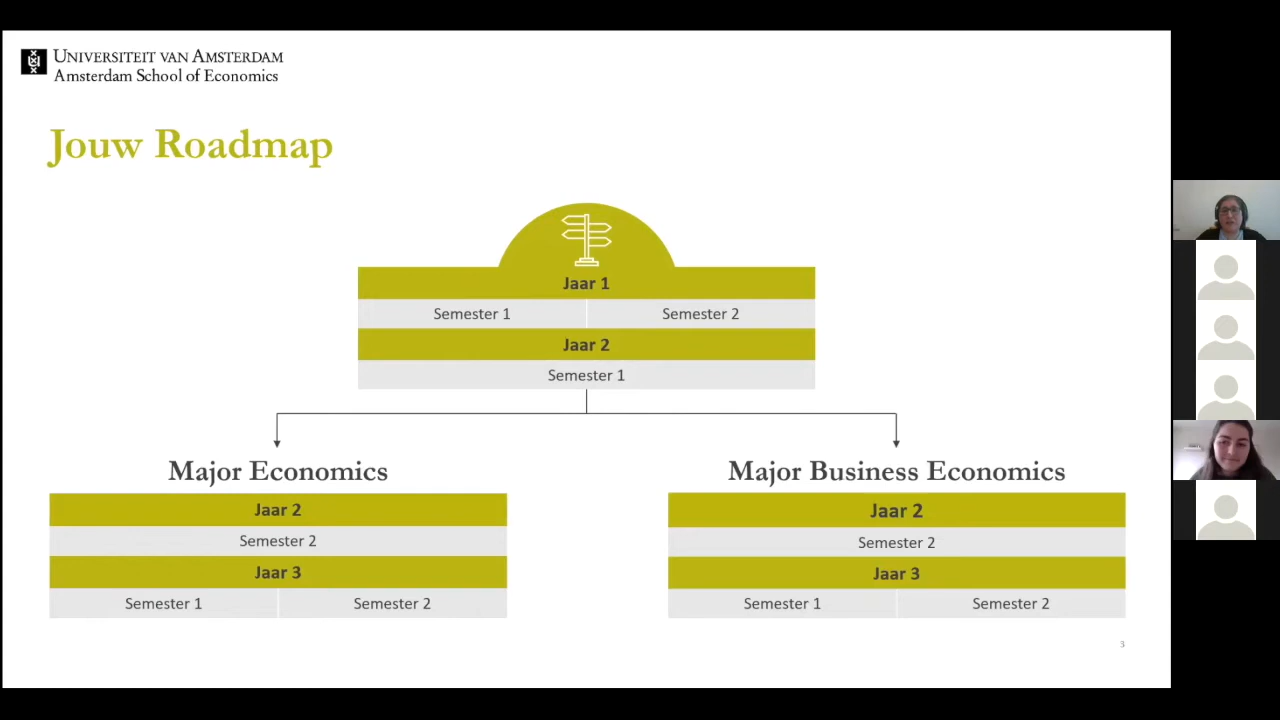 UNIVERSITEIT VAN AMSTERDAM
Amsterdam School of Economics
Jouw Roadmap
Jaar 1
Semester 1 Semester 2
Jaar 2
Semester 1
Major Economics
Jaar 2
Semester 2
Jaar 3
Semester 1 Semester 2
Major Business Economics
Jaar 2
Semester 2
Jaar 3
Semester 1 Semester 2
3